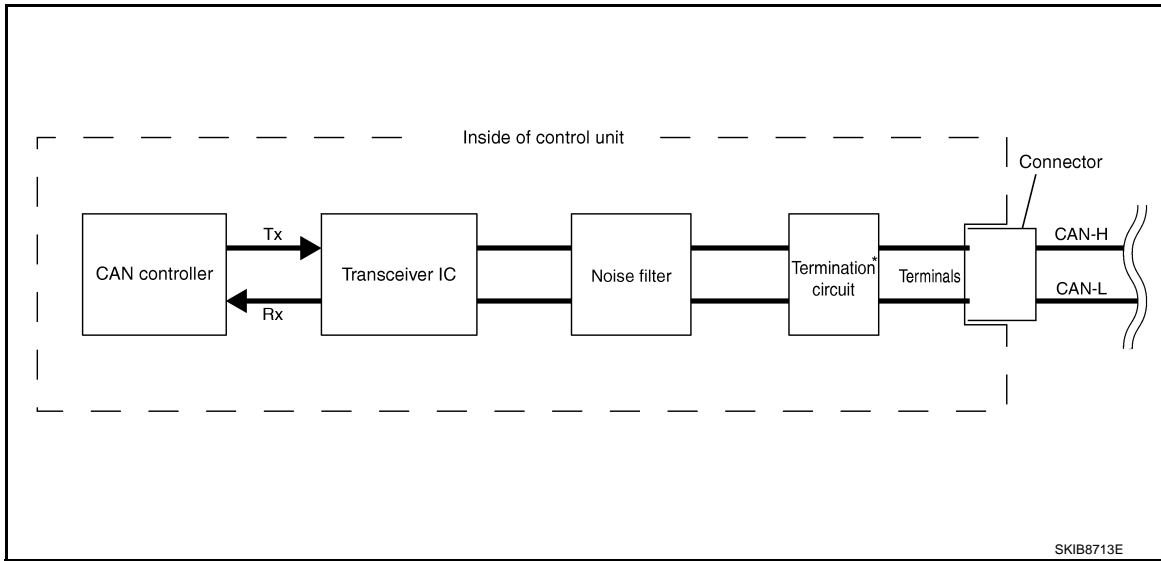 Inside of control unit
Connector
CAN controller
Tx
Rx
Transceiver IC
Noise filter
Termination*
circuit
Terminals
CAN-H
CAN-L
SKIB8713E